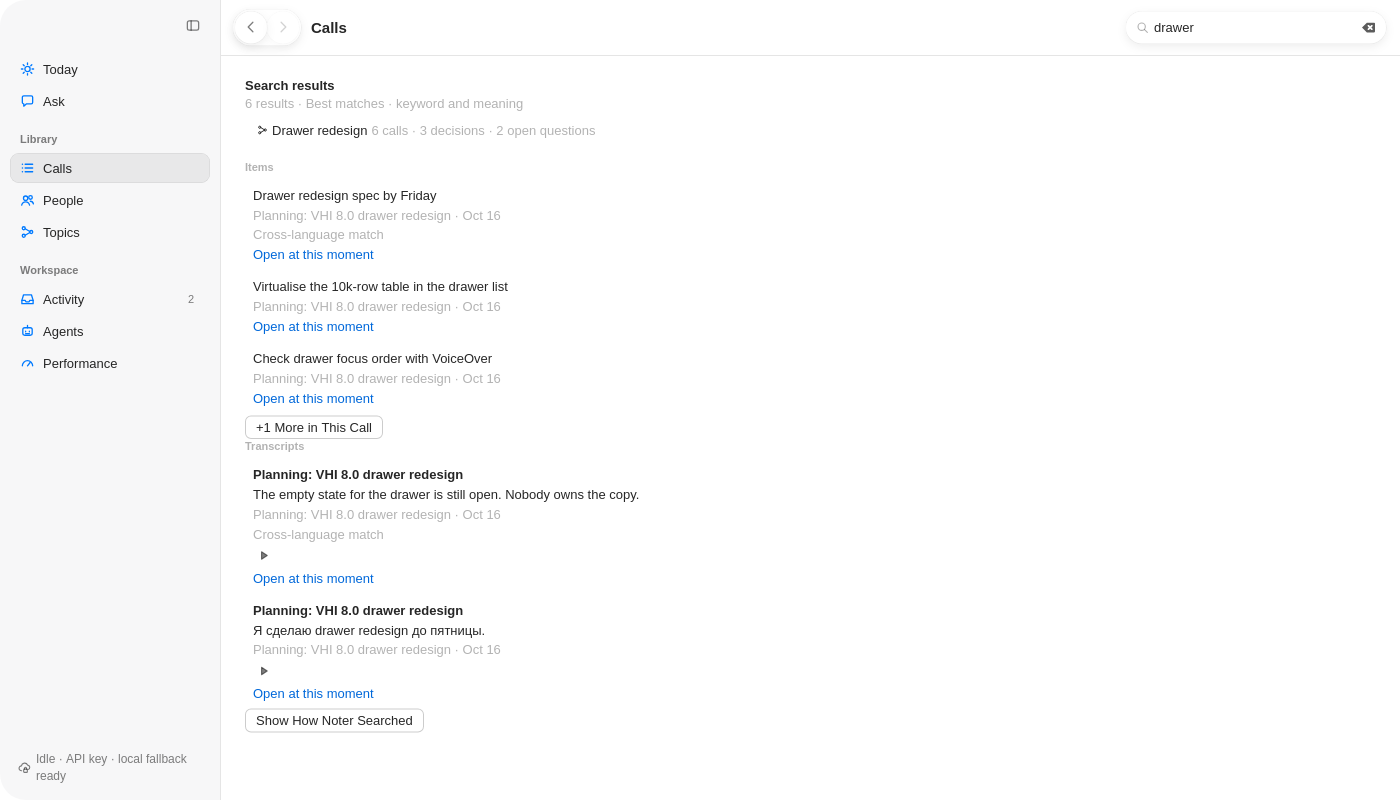 Calls
drawer
Today
Ask
Library
Calls
People
Topics
Workspace
Activity 2
Agents
Performance
Idle · API key · local fallback
ready
Search results
6 results · Best matches · keyword and meaning
Drawer redesign 6 calls · 3 decisions · 2 open questions
Items
Drawer redesign spec by Friday
Planning: VHI 8.0 drawer redesign · Oct 16
Cross-language match
Open at this moment
Virtualise the 10k-row table in the drawer list
Planning: VHI 8.0 drawer redesign · Oct 16
Open at this moment
Check drawer focus order with VoiceOver
Planning: VHI 8.0 drawer redesign · Oct 16
Open at this moment
+1 More in This Call
Transcripts
Planning: VHI 8.0 drawer redesign
The empty state for the drawer is still open. Nobody owns the copy.
Planning: VHI 8.0 drawer redesign · Oct 16
Cross-language match
Open at this moment
Planning: VHI 8.0 drawer redesign
Я сделаю drawer redesign до пятницы.
Planning: VHI 8.0 drawer redesign · Oct 16
Open at this moment
Show How Noter Searched